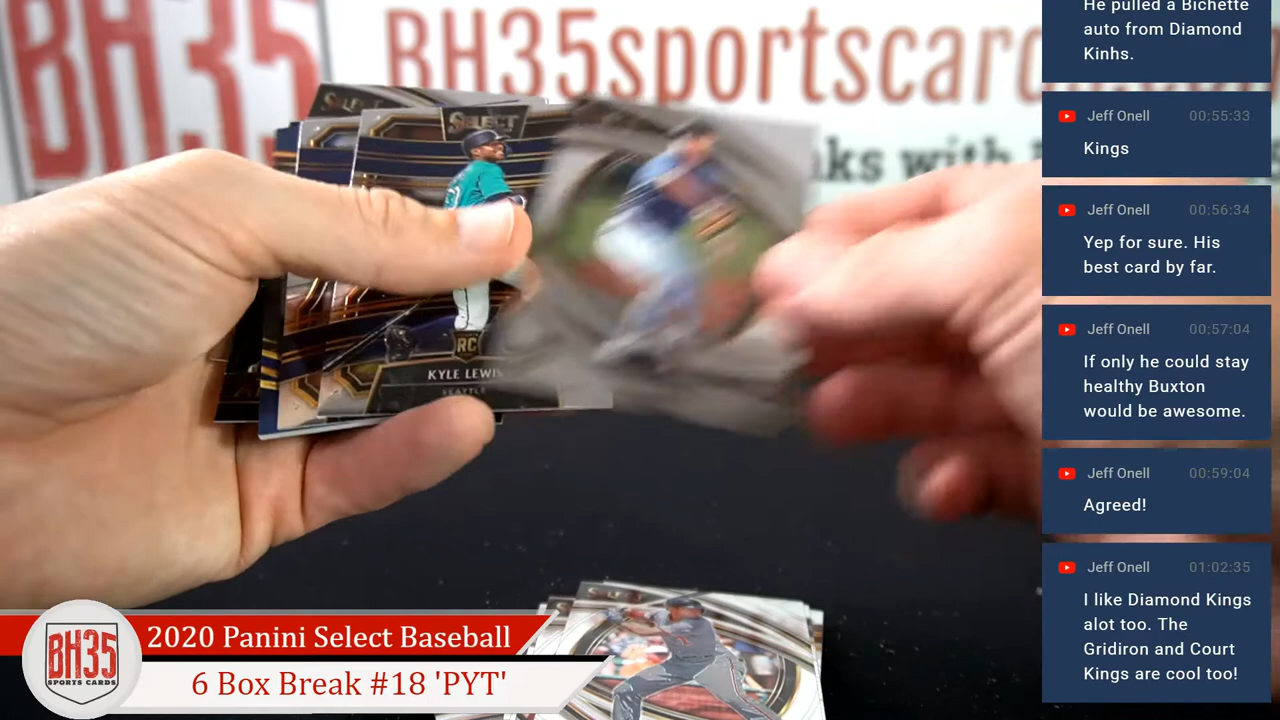 BH35
BH35sportscard
aks with
SELECT
SELECT
RC
KYLE LEWIS
SEATTLE
He pulled a Bichette
auto from Diamond
Kinhs.
Jeff Onell 00:55:33
Kings
Jeff Onell 00:56:34
Yep for sure. His
best card by far.
Jeff Onell 00:57:04
If only he could stay
healthy Buxton
would be awesome.
Jeff Onell 00:59:04
Agreed!
Jeff Onell 01:02:35
I like Diamond Kings
alot too. The
Gridiron and Court
Kings are cool too!
BH35
SPORTS CARDS
2020 Panini Select Baseball
6 Box Break #18 'PYT'